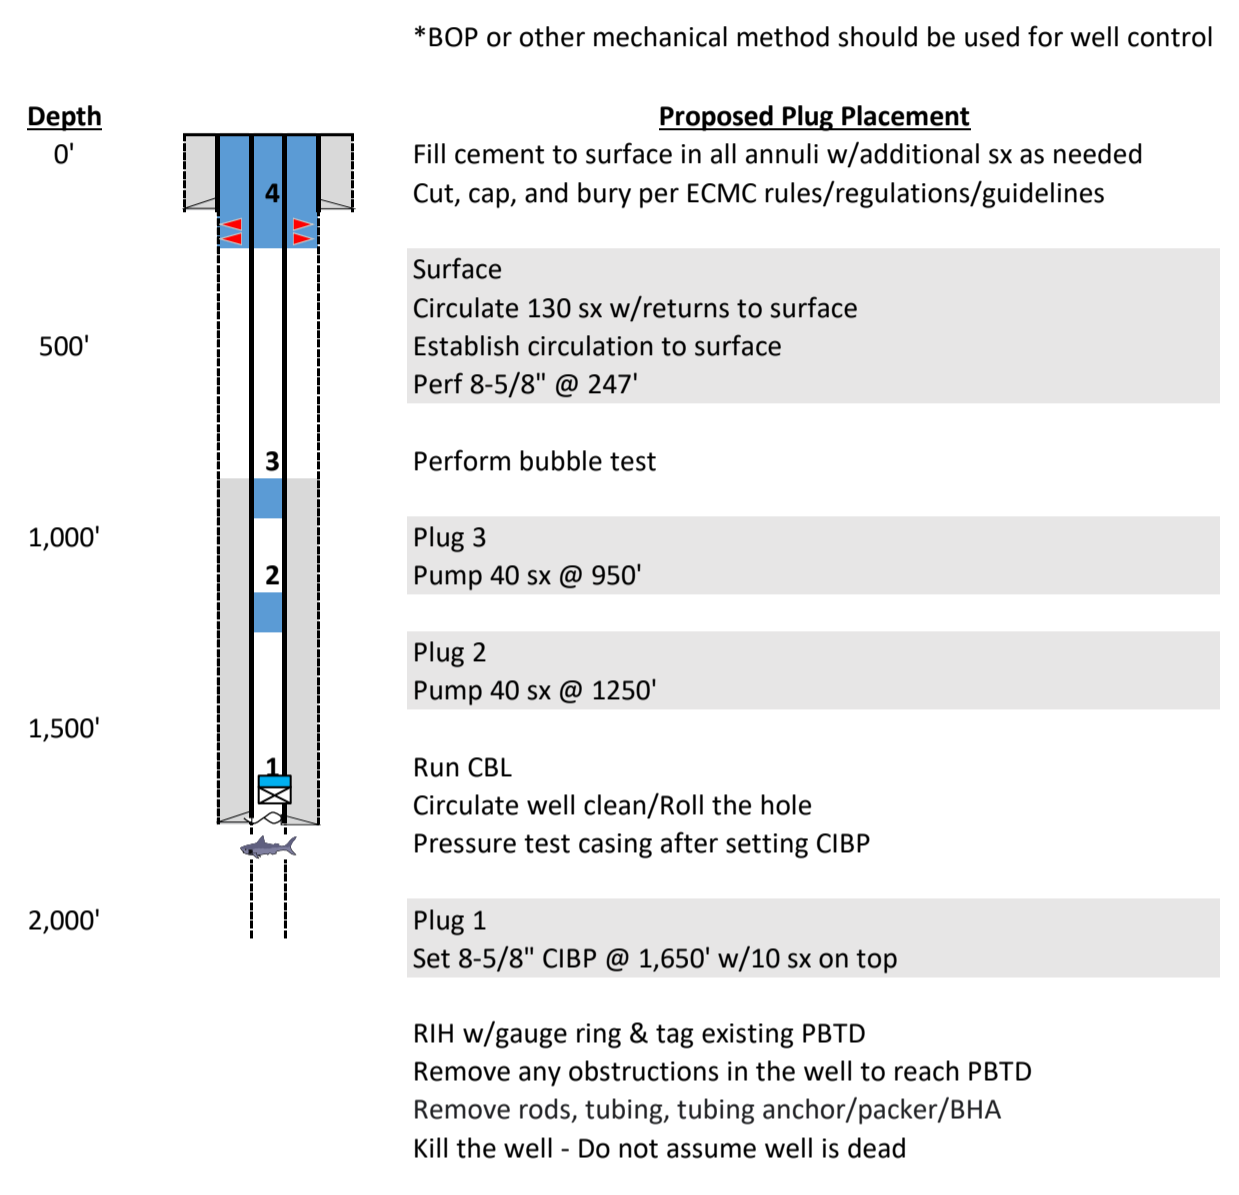 *BOP or other mechanical method should be used for well control
Depth
Proposed Plug Placement
0'
Fill cement to surface in all annuli w/additional sx as needed
4
Cut, cap, and bury per ECMC rules/regulations/guidelines
Surface
Circulate 130 sx w/returns to surface
500'
Establish circulation to surface
Perf 8-5/8" @ 247'
3
Perform bubble test
1,000'
Plug 3
2
Pump 40 sx @ 950'
Plug 2
Pump 40 sx @ 1250'
1,500'
1
Run CBL
Circulate well clean/Roll the hole
Pressure test casing after setting CIBP
2,000'
Plug 1
Set 8-5/8" CIBP @ 1,650' w/10 sx on top
RIH w/gauge ring & tag existing PBTD
Remove any obstructions in the well to reach PBTD
Remove rods, tubing, tubing anchor/packer/BHA
Kill the well - Do not assume well is dead